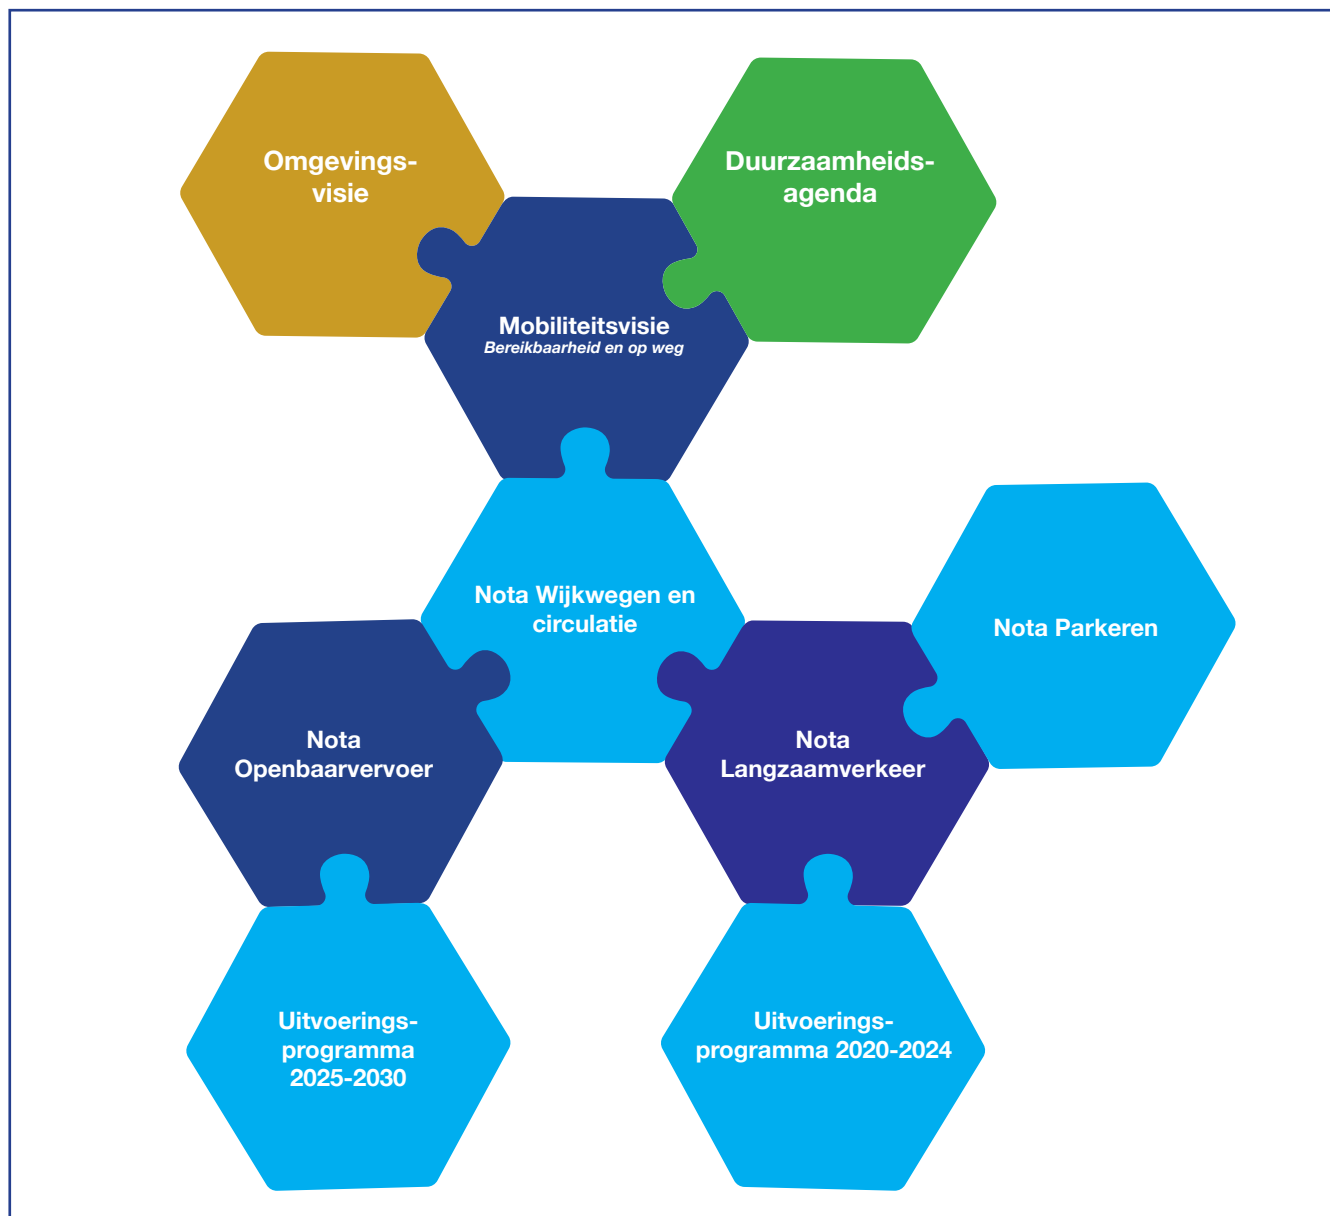 Omgevings-
visie
Duurzaamheids-
agenda
Mobiliteitsvisie
Bereikbaarheid en op weg
Nota Wijkwegen en
circulatie
Nota Parkeren
Nota
Openbaarvervoer
Nota
Langzaamverkeer
Uitvoerings-
programma
2025-2030
Uitvoerings-
programma 2020-2024